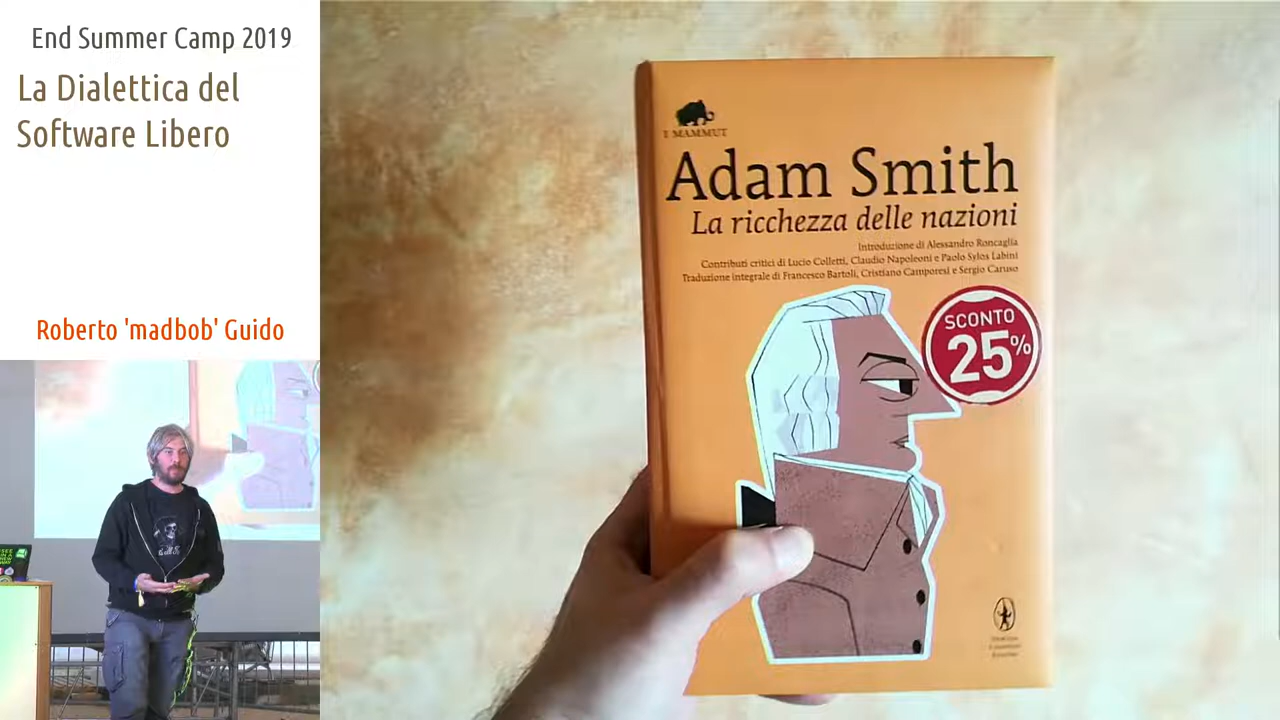 End Summer Camp 2019
La Dialettica del
Software Libero
Roberto 'madbob' Guido
I MAMMUT
Adam Smith
La ricchezza delle nazioni
Introduzione di Alessandro Roncaglia
Contributi critici di Lucio Colletti, Claudio Napoleoni e Paolo Sylos Labini
Traduzione integrale di Francesco Bartoli, Cristiano Camporesi e Sergio Caruso
SCONTO
25%